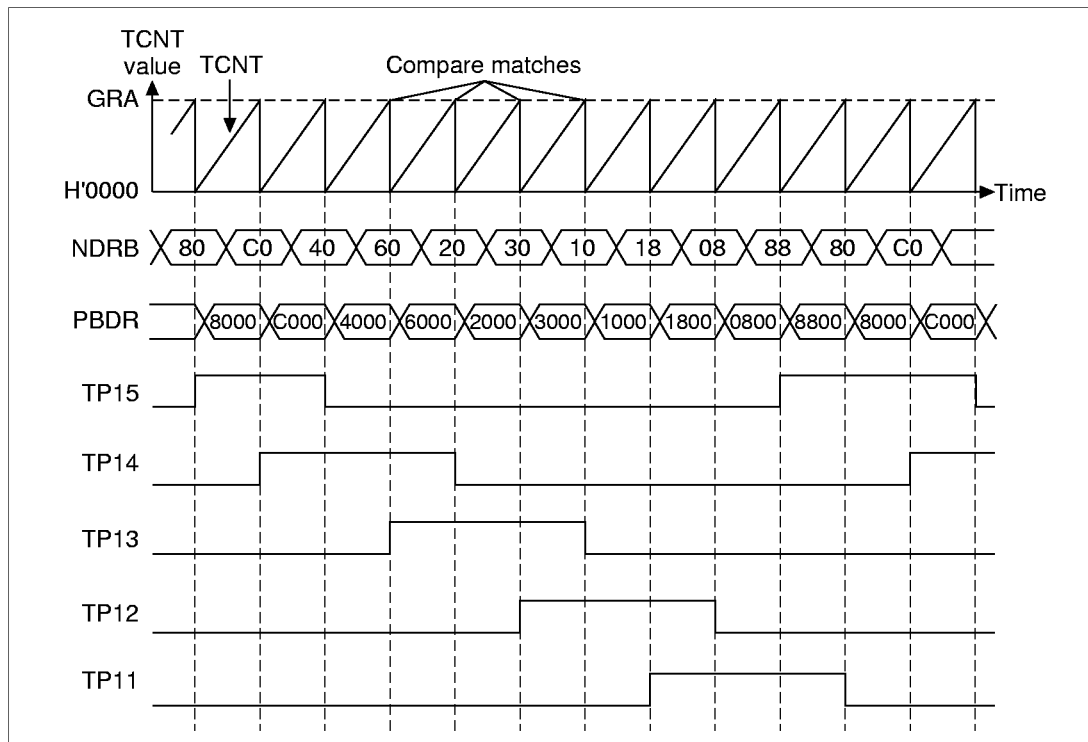 TCNT
value
TCNT
Compare matches
GRA
H'0000
Time
NDRB 80 C0 40 60 20 30 10 18 08 88 80 C0
PBDR 8000 C000 4000 6000 2000 3000 1000 1800 0800 8800 8000 C000
TP15
TP14
TP13
TP12
TP11